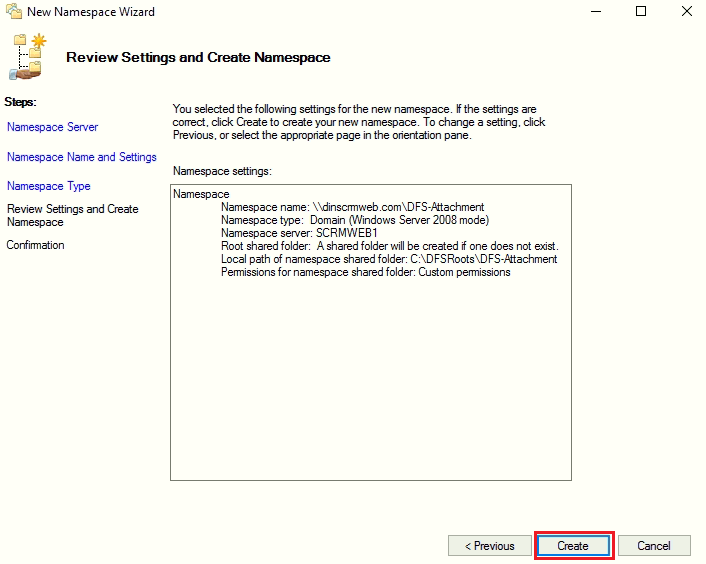 New Namespace Wizard
Review Settings and Create Namespace
Steps:
Namespace Server
Namespace Name and Settings
Namespace Type
Review Settings and Create
Namespace
Confirmation
You selected the following settings for the new namespace. If the settings are
correct, click Create to create your new namespace. To change a setting, click
Previous, or select the appropriate page in the orientation pane.
Namespace settings:
Namespace
Namespace name: \\dinscrmweb.com\DFS-Attachment
Namespace type: Domain (Windows Server 2008 mode)
Namespace server: SCRMWEB1
Root shared folder: A shared folder will be created if one does not exist.
Local path of namespace shared folder: C:\DFSRoots\DFS-Attachment
Permissions for namespace shared folder: Custom permissions
< Previous
Create
Cancel